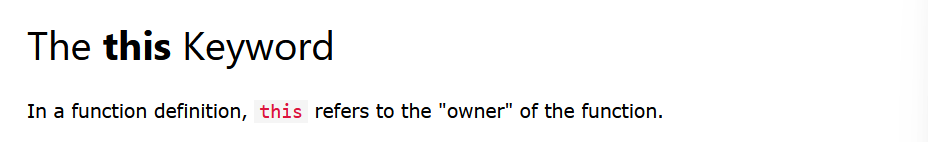 The this Keyword
In a function definition, this refers to the "owner" of the function.